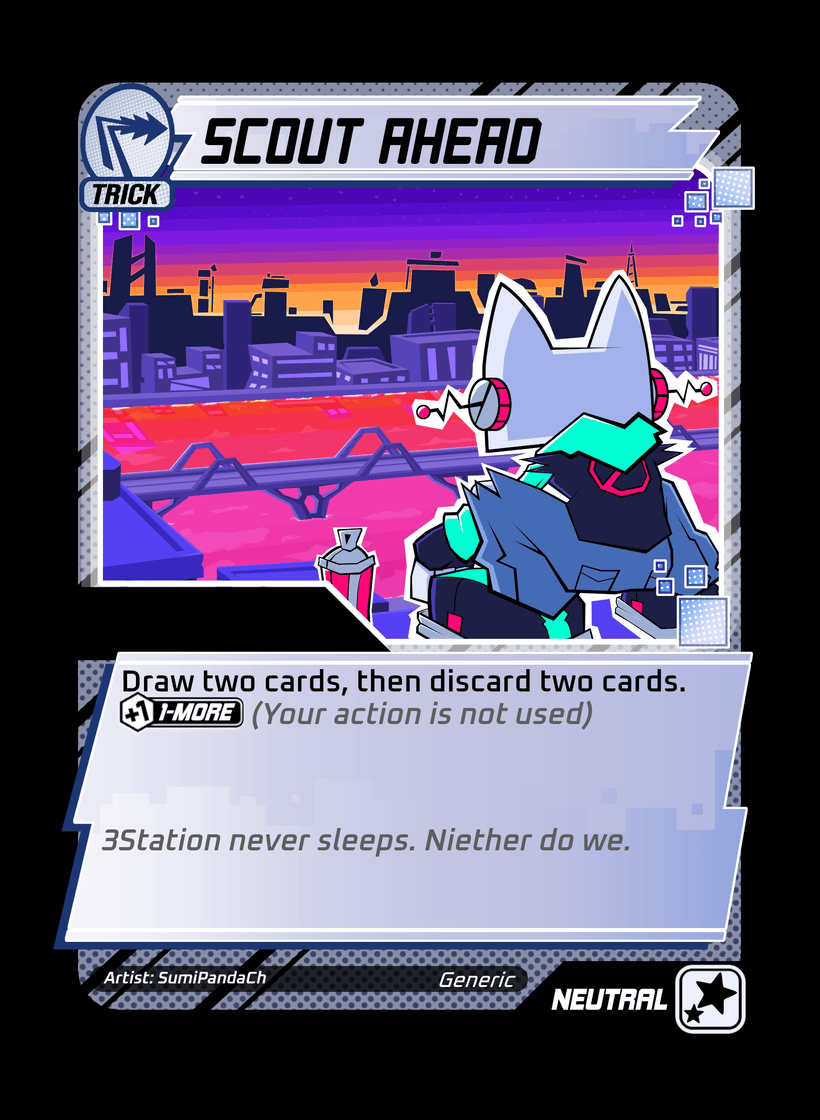 SCOUT AHEAD
TRICK
Draw two cards, then discard two cards.
+1 1-MORE (Your action is not used)
3Station never sleeps. Niether do we.
Artist: SumiPandaCh
Generic
NEUTRAL